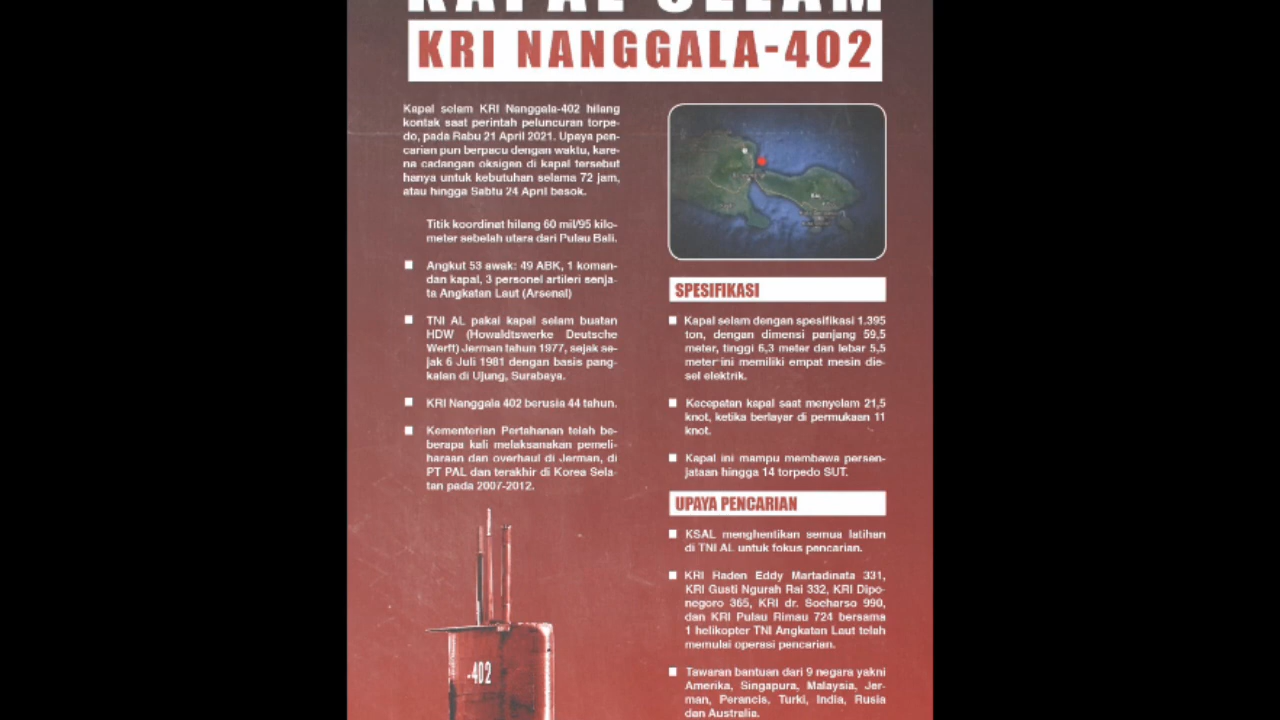 KAPAL SELAM
KRI NANGGALA-402
Kapal selam KRI Nanggala-402 hilang
kontak saat perintah peluncuran torpe-
do, pada Rabu 21 April 2021. Upaya pen-
carian pun berpacu dengan waktu, kare-
na cadangan oksigen di kapal tersebut
hanya untuk kebutuhan selama 72 jam,
atau hingga Sabtu 24 April besok.
Titik koordinat hilang 60 mil/95 kilo-
meter sebelah utara dari Pulau Bali.
Angkut 53 awak: 49 ABK, 1 koman-
dan kapal, 3 personel artileri senja-
ta Angkatan Laut (Arsenal)
TNI AL pakai kapal selam buatan
HDW (Howaldtswerke Deutsche
Werft) Jerman tahun 1977, sejak se-
jak 6 Juli 1981 dengan basis pang-
kalan di Ujung, Surabaya.
KRI Nanggala 402 berusia 44 tahun.
Kementerian Pertahanan telah be-
berapa kali melaksanakan pemeli-
haraan dan overhaul di Jerman, di
PT PAL dan terakhir di Korea Sela-
tan pada 2007-2012.
-402
SPESIFIKASI
Kapal selam dengan spesifikasi 1.395
ton, dengan dimensi panjang 59,5
meter, tinggi 6,3 meter dan lebar 5,5
meter ini memiliki empat mesin die-
sel elektrik.
Kecepatan kapal saat menyelam 21,5
knot, ketika berlayar di permukaan 11
knot.
Kapal ini mampu membawa persen-
jataan hingga 14 torpedo SUT.
UPAYA PENCARIAN
KSAL menghentikan semua latihan
di TNI AL untuk fokus pencarian.
KRI Raden Eddy Martadinata 331,
KRI Gusti Ngurah Rai 332, KRI Dipo-
negoro 365, KRI dr. Soeharso 990,
dan KRI Pulau Rimau 724 bersama
1 helikopter TNI Angkatan Laut telah
memulai operasi pencarian.
Tawaran bantuan dari 9 negara yakni
Amerika, Singapura, Malaysia, Jer-
man, Perancis, Turki, India, Rusia
dan Australia.